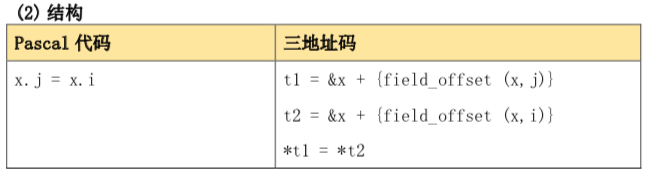 (2) 结构
Pascal 代码
三地址码
x.j = x.i
t1 = &x + {field_offset (x,j)}
t2 = &x + {field_offset (x,i)}
*t1 = *t2